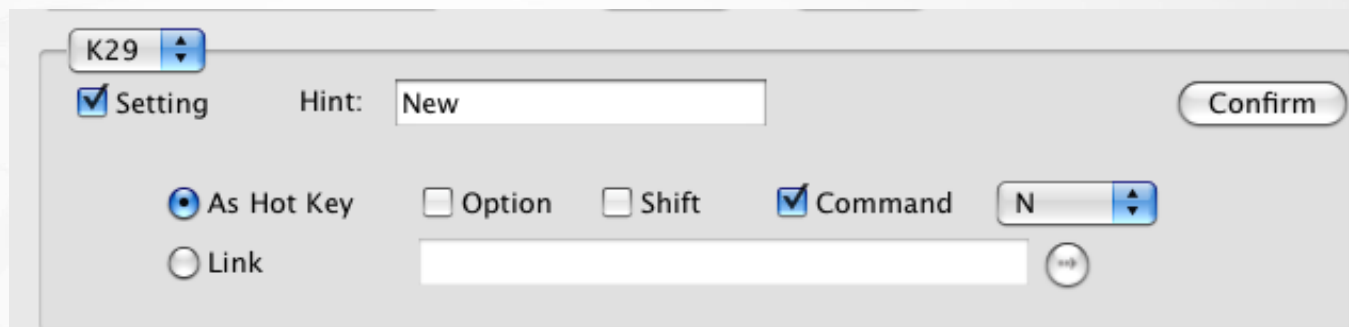 K29
Setting Hint: New Confirm
As Hot Key Option Shift Command N
Link